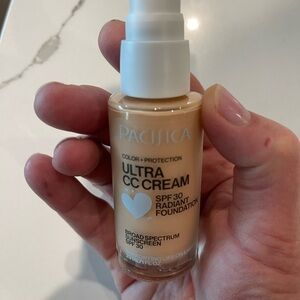 PACIFICA
COLOR + PROTECTION
ULTRA
CC CREAM
SPF 30
RADIANT
FOUNDATION
BROAD SPECTRUM
SUNSCREEN
SPF 30